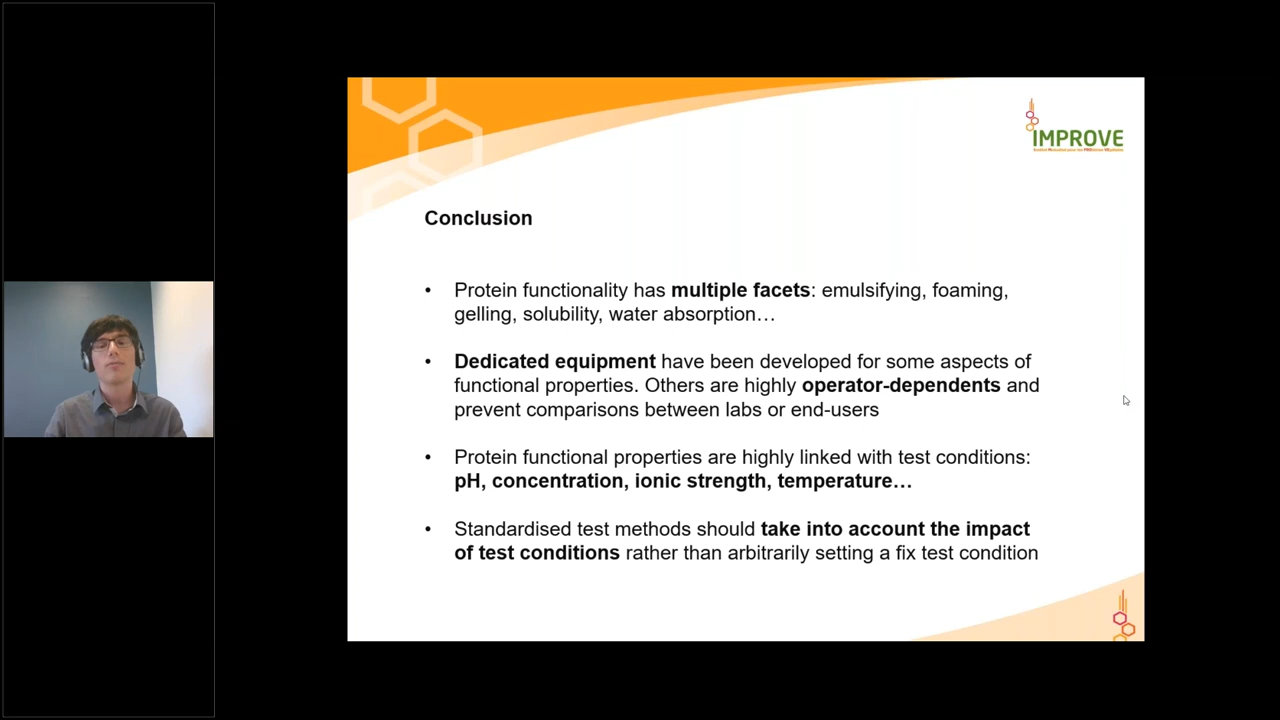 IMPROVE
Conclusion
• Protein functionality has multiple facets: emulsifying, foaming,
gelling, solubility, water absorption…
• Dedicated equipment have been developed for some aspects of
functional properties. Others are highly operator-dependents and
prevent comparisons between labs or end-users
• Protein functional properties are highly linked with test conditions:
pH, concentration, ionic strength, temperature…
• Standardised test methods should take into account the impact
of test conditions rather than arbitrarily setting a fix test condition